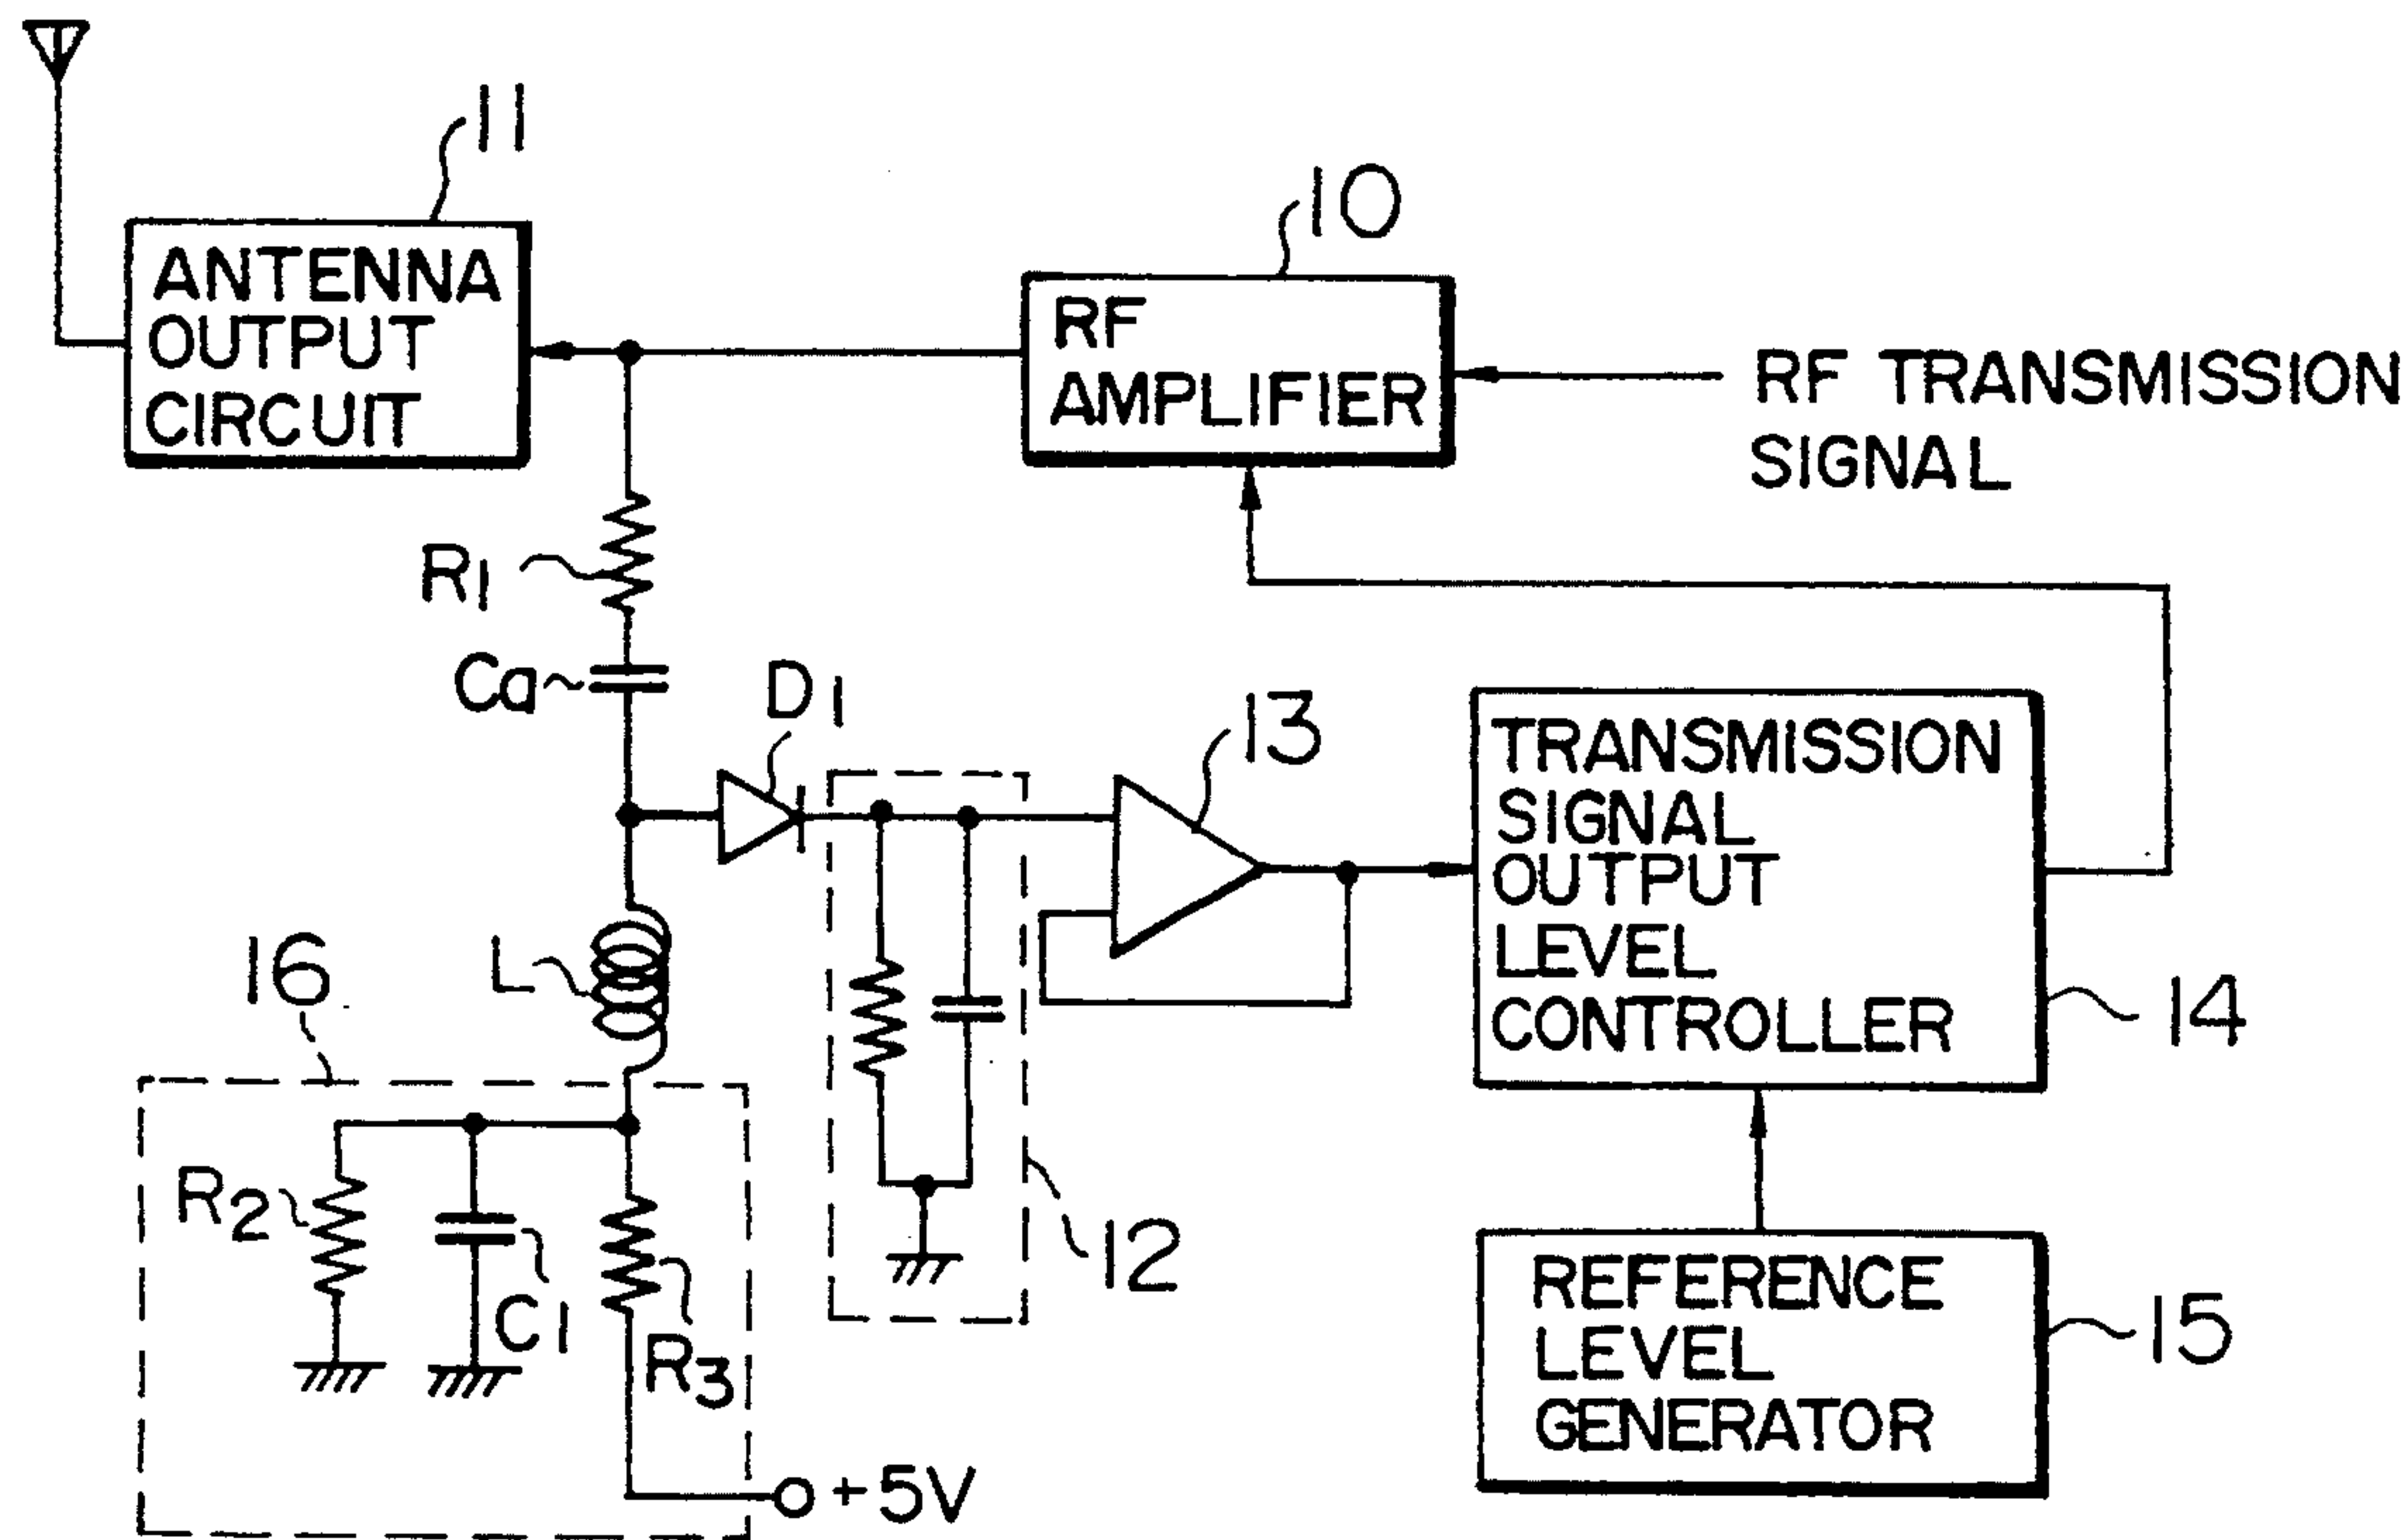 11
ANTENNA
OUTPUT
CIRCUIT
10
RF
AMPLIFIER
RF TRANSMISSION
SIGNAL
R1
Ca
D1
13
TRANSMISSION
SIGNAL
OUTPUT
LEVEL
CONTROLLER
14
16
L
R2
C1
R3
12
+5V
REFERENCE
LEVEL
GENERATOR
15